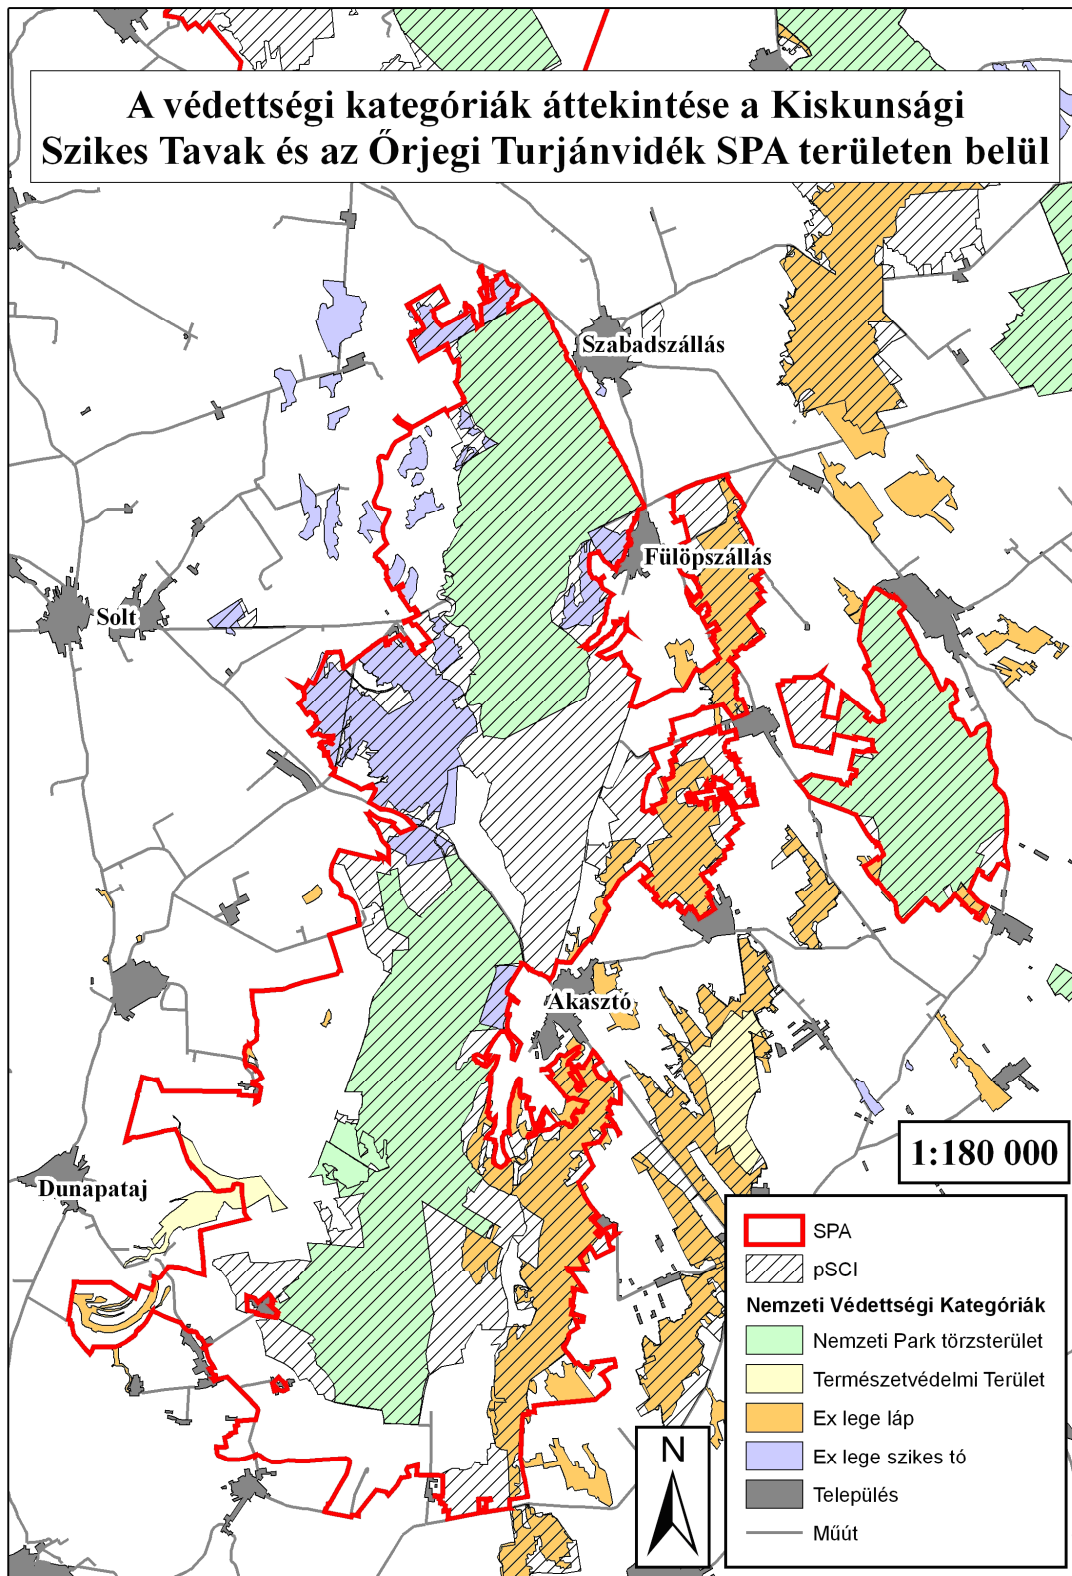 A védettségi kategóriák áttekintése a Kiskunsági
Szikes Tavak és az Őrjegi Turjánvidék SPA területen belül
Szabadszállás
Fülöpszállás
Solt
Akasztó
Dunapataj
1:180 000
SPA
pSCI
Nemzeti Védettségi Kategóriák
Nemzeti Park törzsterület
Természetvédelmi Terület
Ex lege láp
Ex lege szikes tó
Település
Műút
N